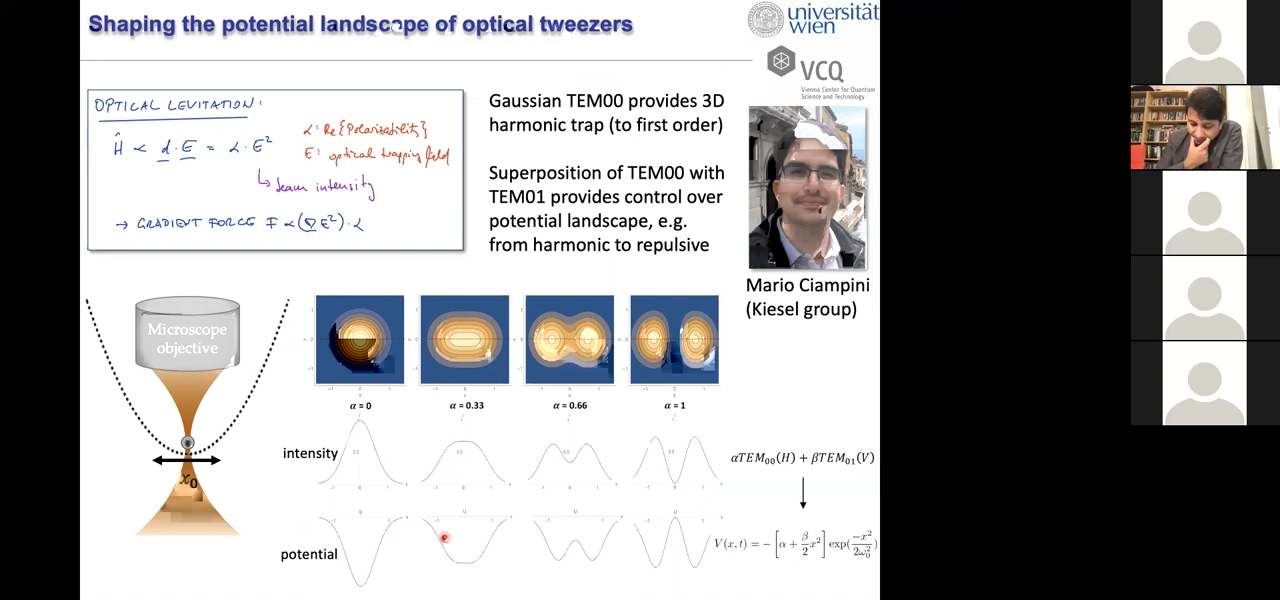 Shaping the potential landscape of optical tweezers
universität
wien
VCQ
Vienna Center for Quantum
Science and Technology
OPTICAL LEVITATION:
Ĥ ∝ d · E = α · E²
α: Re{Polarizability}
E: optical trapping field
↳ beam intensity
→ GRADIENT FORCE F ∝ (∇E²) · α
Gaussian TEM00 provides 3D
harmonic trap (to first order)
Superposition of TEM00 with
TEM01 provides control over
potential landscape, e.g.
from harmonic to repulsive
Mario Ciampini
(Kiesel group)
Microscope
objective
x₀
α = 0
α = 0.33
α = 0.66
α = 1
intensity
potential
αTEM₀₀(H) + βTEM₀₁(V)
V(x,t) = −[α + β/2 x²] exp(−x²/2ω₀²)